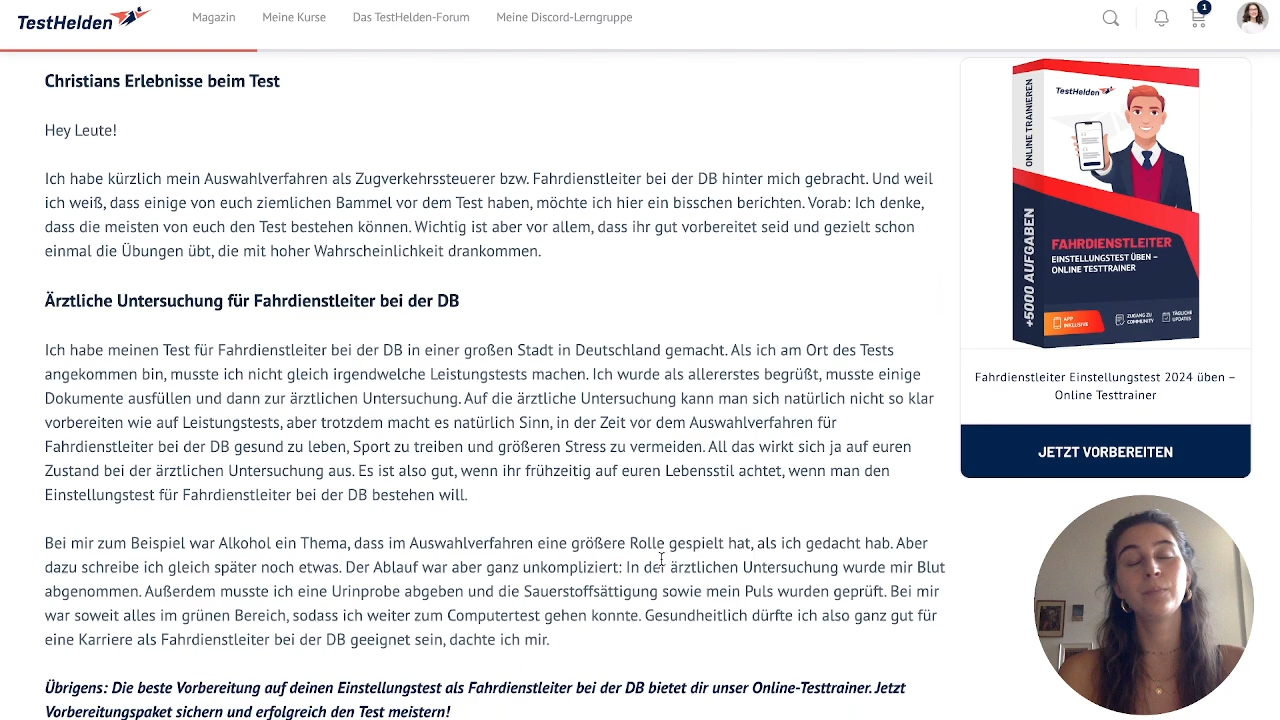 TestHelden
Magazin
Meine Kurse
Das TestHelden-Forum
Meine Discord-Lerngruppe
1
Christians Erlebnisse beim Test
Hey Leute!
Ich habe kürzlich mein Auswahlverfahren als Zugverkehrssteuerer bzw. Fahrdienstleiter bei der DB hinter mich gebracht. Und weil
ich weiß, dass einige von euch ziemlichen Bammel vor dem Test haben, möchte ich hier ein bisschen berichten. Vorab: Ich denke,
dass die meisten von euch den Test bestehen können. Wichtig ist aber vor allem, dass ihr gut vorbereitet seid und gezielt schon
einmal die Übungen übt, die mit hoher Wahrscheinlichkeit drankommen.
Ärztliche Untersuchung für Fahrdienstleiter bei der DB
Ich habe meinen Test für Fahrdienstleiter bei der DB in einer großen Stadt in Deutschland gemacht. Als ich am Ort des Tests
angekommen bin, musste ich nicht gleich irgendwelche Leistungstests machen. Ich wurde als allererstes begrüßt, musste einige
Dokumente ausfüllen und dann zur ärztlichen Untersuchung. Auf die ärztliche Untersuchung kann man sich natürlich nicht so klar
vorbereiten wie auf Leistungstests, aber trotzdem macht es natürlich Sinn, in der Zeit vor dem Auswahlverfahren für
Fahrdienstleiter bei der DB gesund zu leben, Sport zu treiben und größeren Stress zu vermeiden. All das wirkt sich ja auf euren
Zustand bei der ärztlichen Untersuchung aus. Es ist also gut, wenn ihr frühzeitig auf euren Lebensstil achtet, wenn man den
Einstellungstest für Fahrdienstleiter bei der DB bestehen will.
Bei mir zum Beispiel war Alkohol ein Thema, dass im Auswahlverfahren eine größere Rolle gespielt hat, als ich gedacht hab. Aber
dazu schreibe ich gleich später noch etwas. Der Ablauf war aber ganz unkompliziert: In der ärztlichen Untersuchung wurde mir Blut
abgenommen. Außerdem musste ich eine Urinprobe abgeben und die Sauerstoffsättigung sowie mein Puls wurden geprüft. Bei mir
war soweit alles im grünen Bereich, sodass ich weiter zum Computertest gehen konnte. Gesundheitlich dürfte ich also ganz gut für
eine Karriere als Fahrdienstleiter bei der DB geeignet sein, dachte ich mir.
Übrigens: Die beste Vorbereitung auf deinen Einstellungstest als Fahrdienstleiter bei der DB bietet dir unser Online-Testtrainer. Jetzt
Vorbereitungspaket sichern und erfolgreich den Test meistern!
TestHelden
ONLINE TRAINIEREN
+5000 AUFGABEN
FAHRDIENSTLEITER
EINSTELLUNGSTEST ÜBEN –
ONLINE TESTTRAINER
APP
INKLUSIVE
ZUGANG ZU
COMMUNITY
TÄGLICHE
UPDATES
Fahrdienstleiter Einstellungstest 2024 üben –
Online Testtrainer
JETZT VORBEREITEN